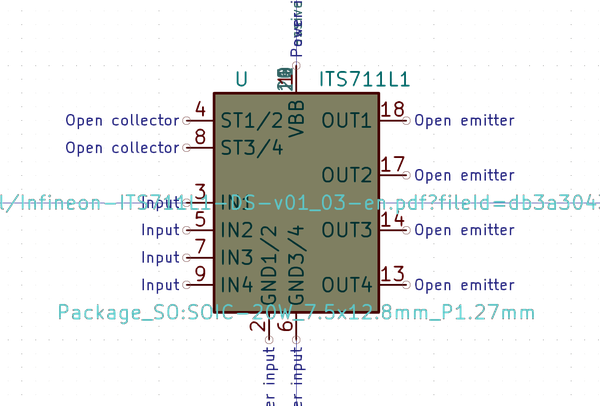 U ITS711L1
4 ST1/2 VBB OUT1 18
Open collector Open emitter
8 ST3/4
Open collector
OUT2 17 Open emitter
3
Input
l/Infineon-ITS711L1-DS-v01_03-en.pdf?fileId=db3a304
5 IN2 OUT3 14
Input Open emitter
7 IN3
Input
9 IN4 OUT4 13
Input Open emitter
GND1/2 GND3/4
Package_SO:SOIC-20W_7.5x12.8mm_P1.27mm
2 6
er input er input